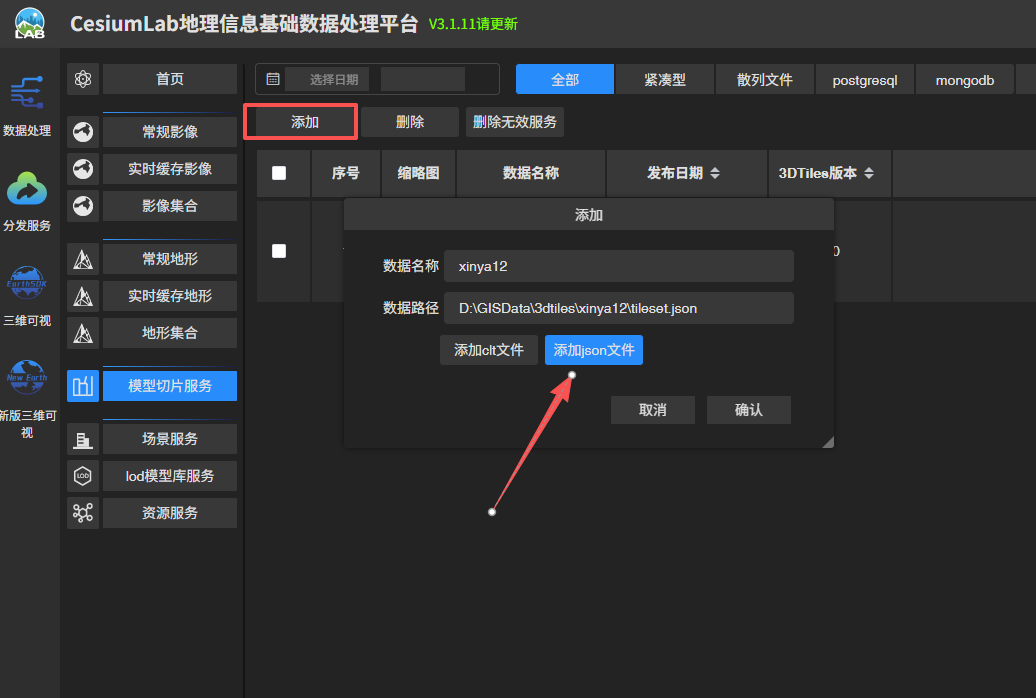 LAB
CesiumLab地理信息基础数据处理平台 V3.1.11请更新
数据处理
分发服务
EarthSDK
三维可视
New Earth
新版三维可视
首页
常规影像
实时缓存影像
影像集合
常规地形
实时缓存地形
地形集合
模型切片服务
场景服务
LOD
lod模型库服务
资源服务
选择日期
全部 紧凑型 散列文件 postgresql mongodb
添加 删除 删除无效服务
序号 缩略图 数据名称 发布日期 3DTiles版本
0
添加
数据名称 xinya12
数据路径 D:\GISData\3dtiles\xinya12\tileset.json
添加clt文件 添加json文件
取消 确认